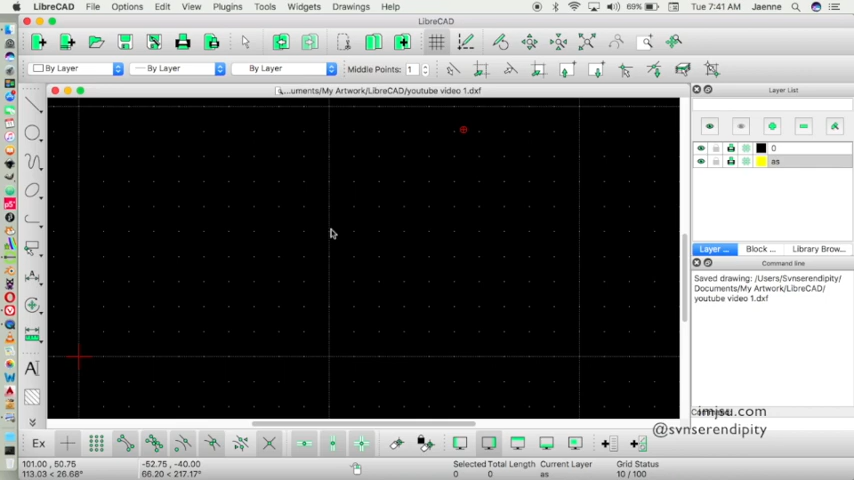 LibreCAD File Options Edit View Plugins Tools Widgets Drawings Help 69% Tue 7:41 AM Jaenne
LibreCAD
By Layer By Layer By Layer Middle Points: 1
...uments/My Artwork/LibreCAD/youtube video 1.dxf
Layer List
0
as
Layer ... Block ... Library Brow...
Command line
Saved drawing: /Users/Svnserendipity/
Documents/My Artwork/LibreCAD/
youtube video 1.dxf
imjsu.com
@svnserendipity
Ex
101.00 , 50.75 -52.75, -40.00 Selected Total Length Current Layer Grid Status
113.03 < 26.68° 66.20 < 217.17° 0 0 as 10 / 100